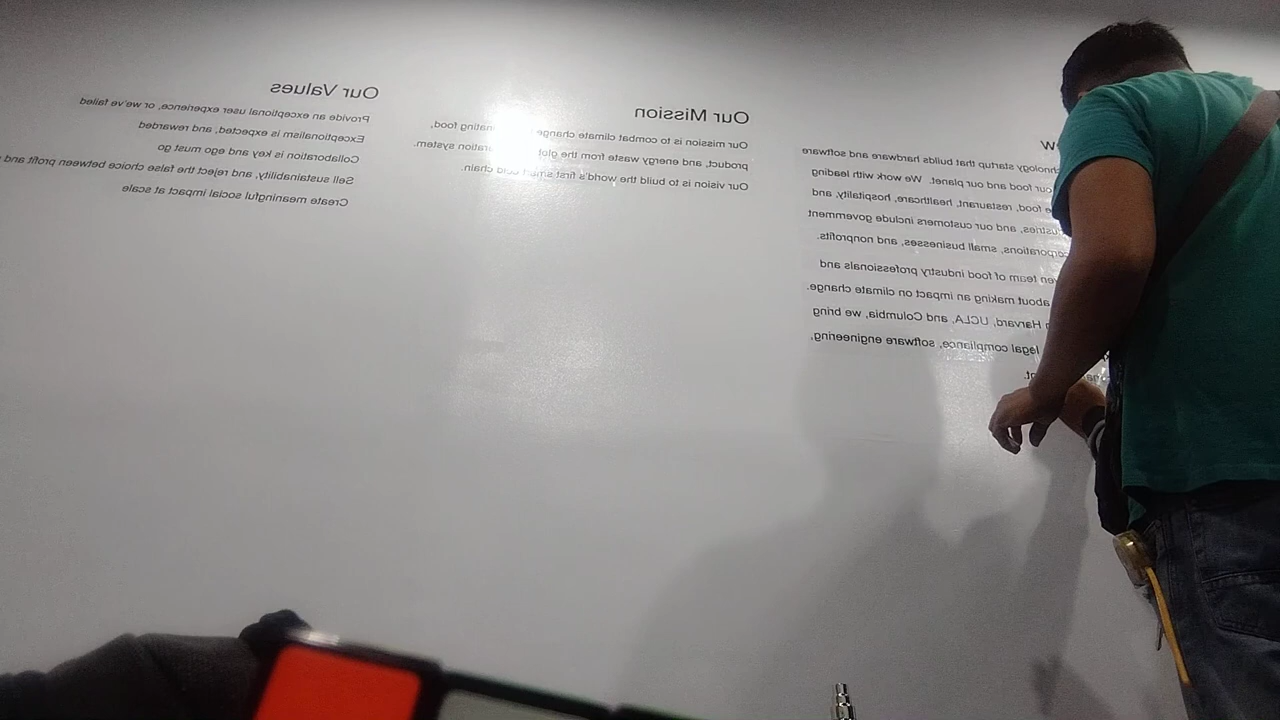 Our Values
Provide an exceptional user experience, or we've failed
Exceptionalism is expected, and rewarded
Collaboration is key and ego must go
Sell sustainability, and reject the false choice between profit and
Create meaningful social impact at scale
Our Mission
Our mission is to combat climate change food,
product, and energy waste from the system.
Our vision is to build the world's first smart chain.
startup that builds hardware and software
our food and our planet. We work with leading
food, restaurant, healthcare, hospitality, and
and our customers include government
small businesses, and nonprofits.
team of food industry professionals and
about making an impact on climate change.
Harvard, UCLA, and Columbia, we bring
legal compliance, software engineering,